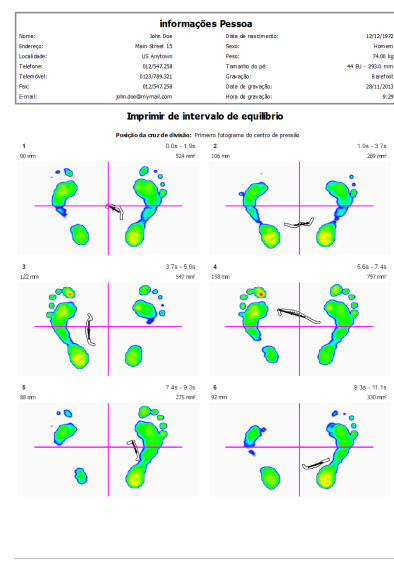 informações Pessoa
Nome: John Doe Data de nascimento: 12/12/1972
Endereço: Main Street 15 Sexo: Homem
Localidade: US Anytown Peso: 74.00 kg
Telefone: 012/547.258 Tamanho do pé: 44 EU - 293.0 mm
Telemóvel: 0123/789.321 Gravação: Barefoot
Fax: 012/547.258 Data de gravação: 28/11/2013
E-mail: john.doe@mymail.com Hora de gravação: 9:29
Imprimir de intervalo de equilíbrio
Posição da cruz de divisão: Primeiro fotograma do centro de pressão
1 0.0s - 1.9s 2 1.9s - 3.7s
90 mm 524 mm² 106 mm 289 mm²
3 3.7s - 5.6s 4 5.6s - 7.4s
122 mm 547 mm² 158 mm 797 mm²
5 7.4s - 9.3s 6 9.3s - 11.1s
88 mm 275 mm² 92 mm 330 mm²